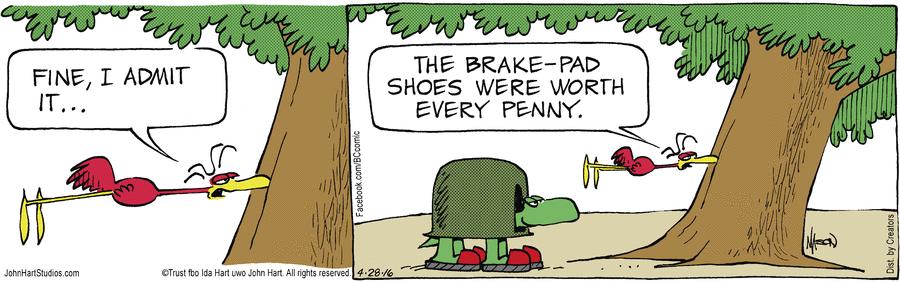 FINE, I ADMIT
IT...
THE BRAKE-PAD
SHOES WERE WORTH
EVERY PENNY.
JohnHartStudios.com
©Trust fbo Ida Hart uwo John Hart. All rights reserved.
Facebook.com/BCcomic
4-28-16
MASON
Dist. by Creators